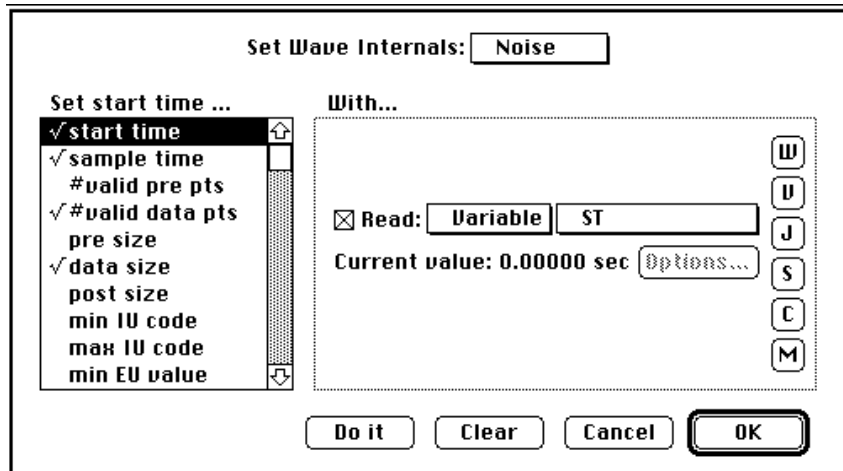 Set Wave Internals: Noise
Set start time ...
√start time
√sample time
#valid pre pts
√#valid data pts
pre size
√data size
post size
min IU code
max IU code
min EU value
With...
Read: Variable ST
Current value: 0.00000 sec Options...
W
V
J
S
C
M
Do it Clear Cancel OK